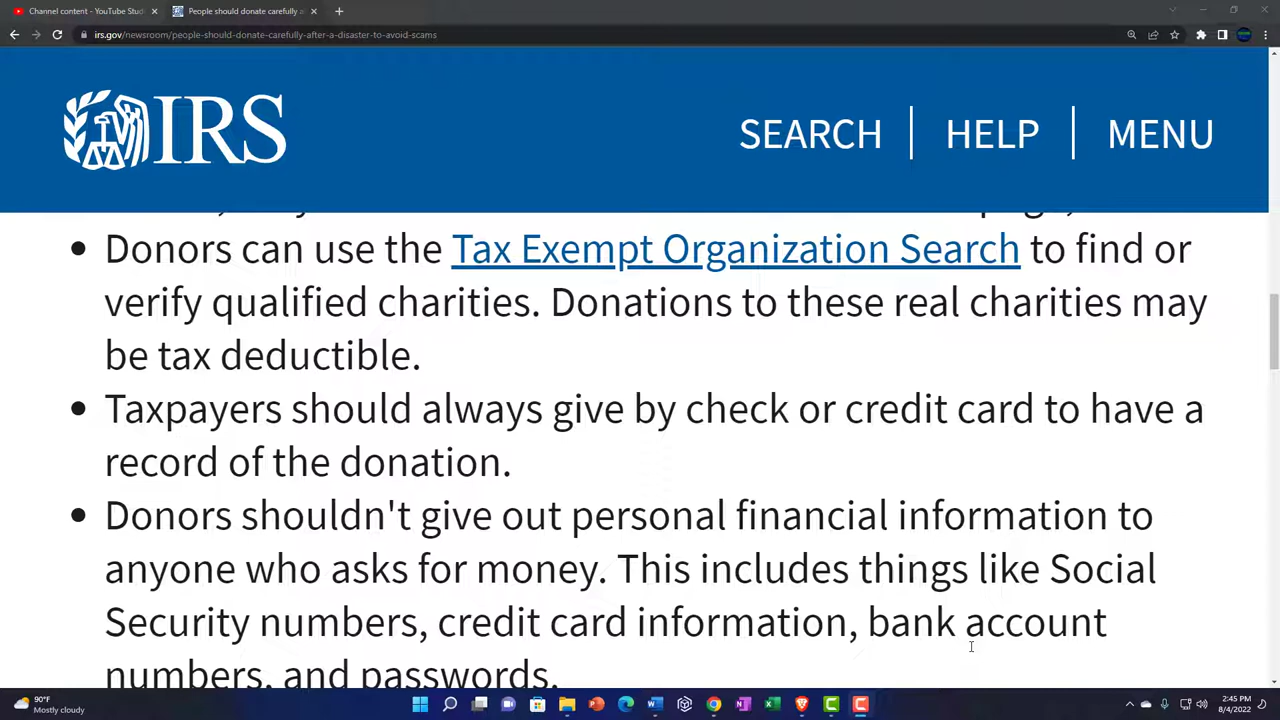 Channel content - YouTube Stud
People should donate carefully a
irs.gov/newsroom/people-should-donate-carefully-after-a-disaster-to-avoid-scams
IRS
SEARCH
HELP
MENU
Donors can use the Tax Exempt Organization Search to find or
verify qualified charities. Donations to these real charities may
be tax deductible.
Taxpayers should always give by check or credit card to have a
record of the donation.
Donors shouldn't give out personal financial information to
anyone who asks for money. This includes things like Social
Security numbers, credit card information, bank account
numbers, and passwords.
90°F
Mostly cloudy
2:45 PM
8/4/2022